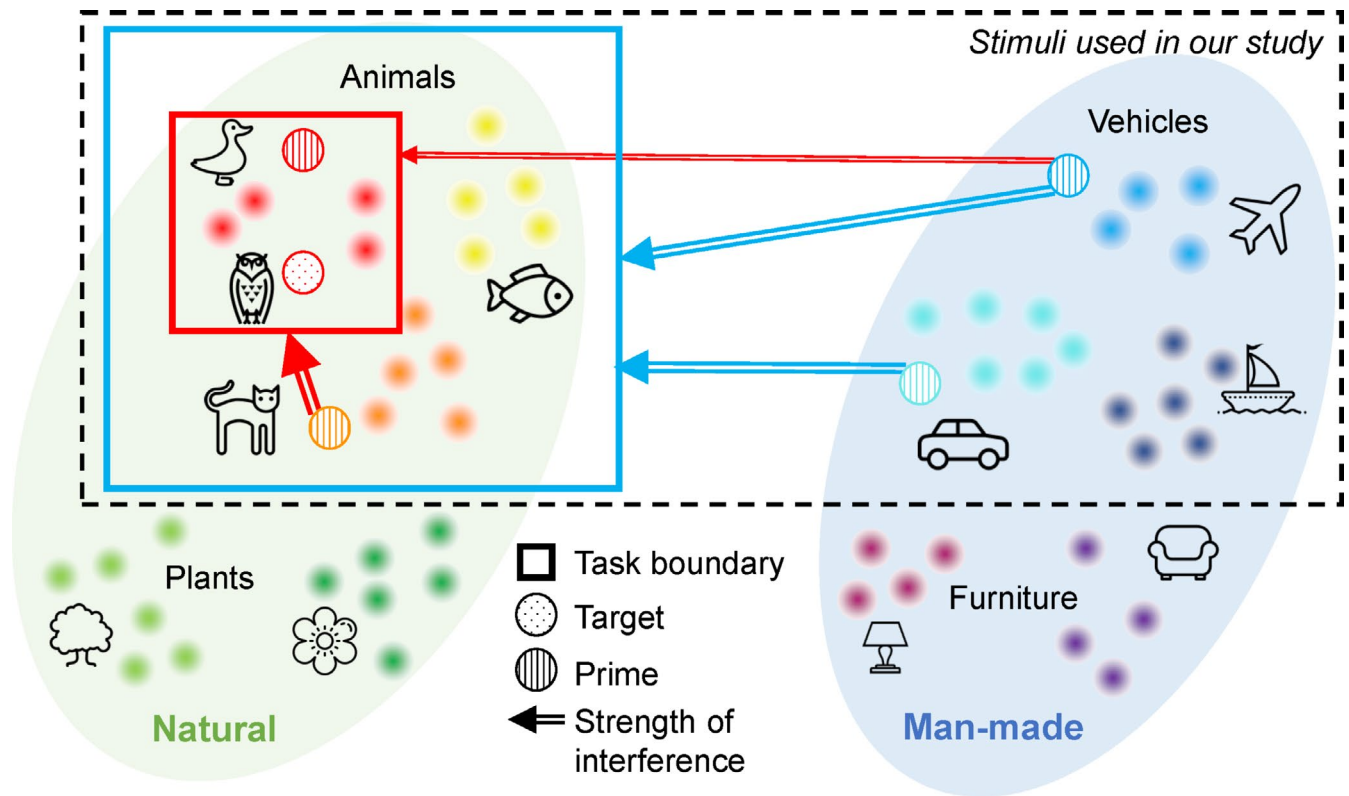 Stimuli used in our study
Animals
Vehicles
Plants
Furniture
Natural
Man-made
Task boundary
Target
Prime
Strength of
interference